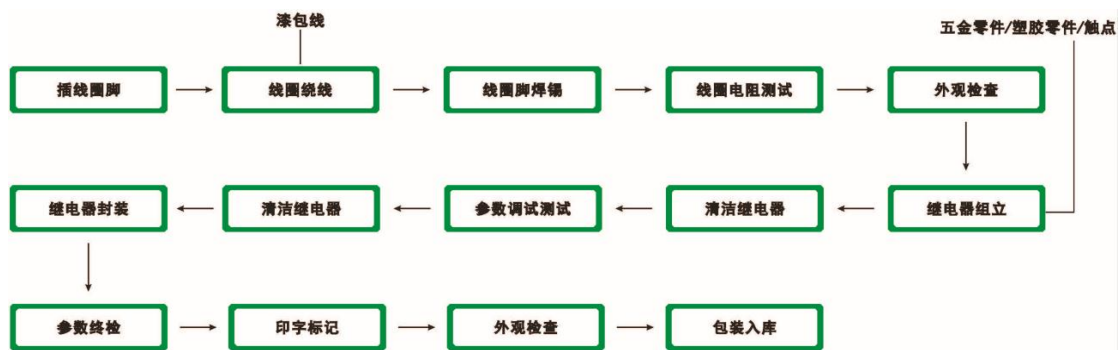 漆包线
五金零件/塑胶零件/触点
插线圈脚
线圈绕线
线圈脚焊锡
线圈电阻测试
外观检查
继电器组立
清洁继电器
参数调试测试
清洁继电器
继电器封装
参数终检
印字标记
外观检查
包装入库